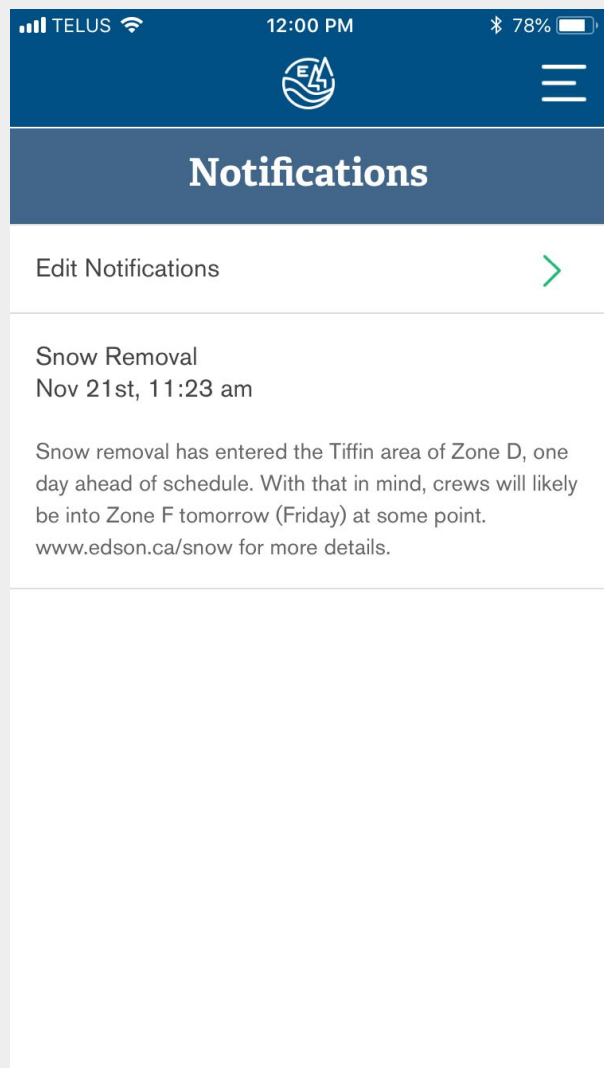 TELUS 12:00 PM 78%
Notifications
Edit Notifications
Snow Removal
Nov 21st, 11:23 am
Snow removal has entered the Tiffin area of Zone D, one
day ahead of schedule. With that in mind, crews will likely
be into Zone F tomorrow (Friday) at some point.
www.edson.ca/snow for more details.